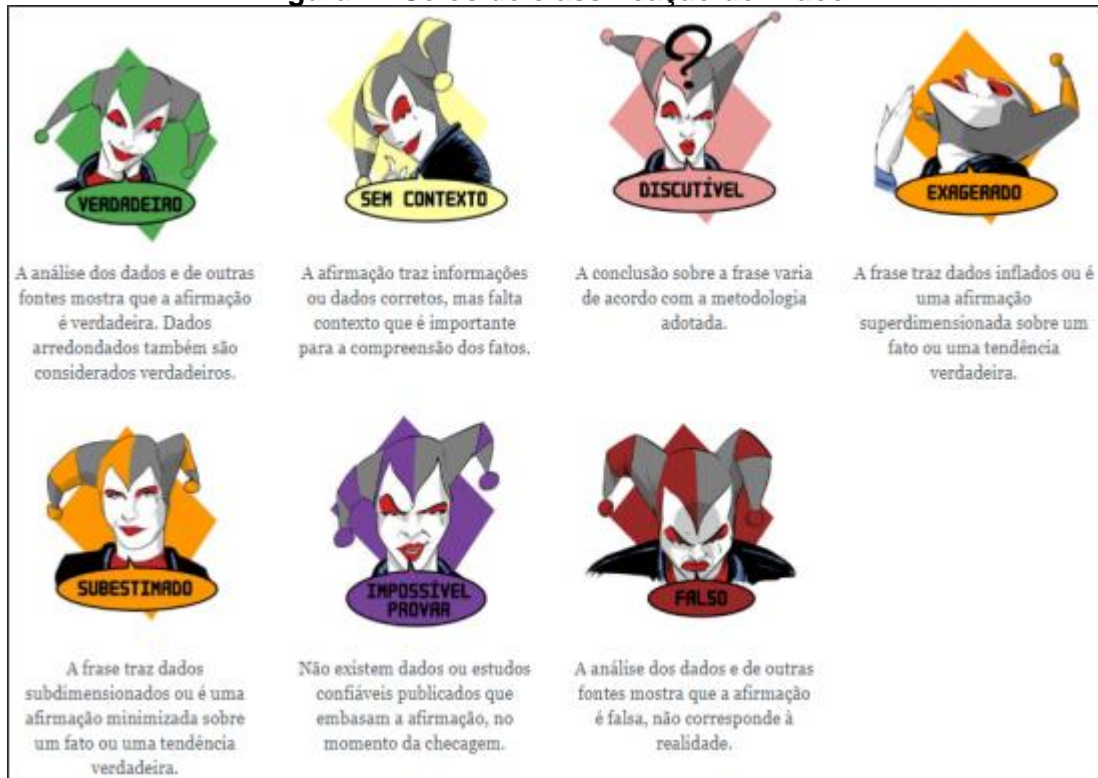 VERDADEIRO
A análise dos dados e de outras
fontes mostra que a afirmação
é verdadeira. Dados
arredondados também são
considerados verdadeiros.
SEM CONTEXTO
A afirmação traz informações
ou dados corretos, mas falta
contexto que é importante
para a compreensão dos fatos.
?
DISCUTÍVEL
A conclusão sobre a frase varia
de acordo com a metodologia
adotada.
EXAGERADO
A frase traz dados inflados ou é
uma afirmação
superdimensionada sobre um
fato ou uma tendência
verdadeira.
SUBESTIMADO
A frase traz dados
subdimensionados ou é uma
afirmação minimizada sobre
um fato ou uma tendência
verdadeira.
IMPOSSÍVEL
PROVAR
Não existem dados ou estudos
confiáveis publicados que
embasam a afirmação, no
momento da checagem.
FALSO
A análise dos dados e de outras
fontes mostra que a afirmação
é falsa, não corresponde à
realidade.